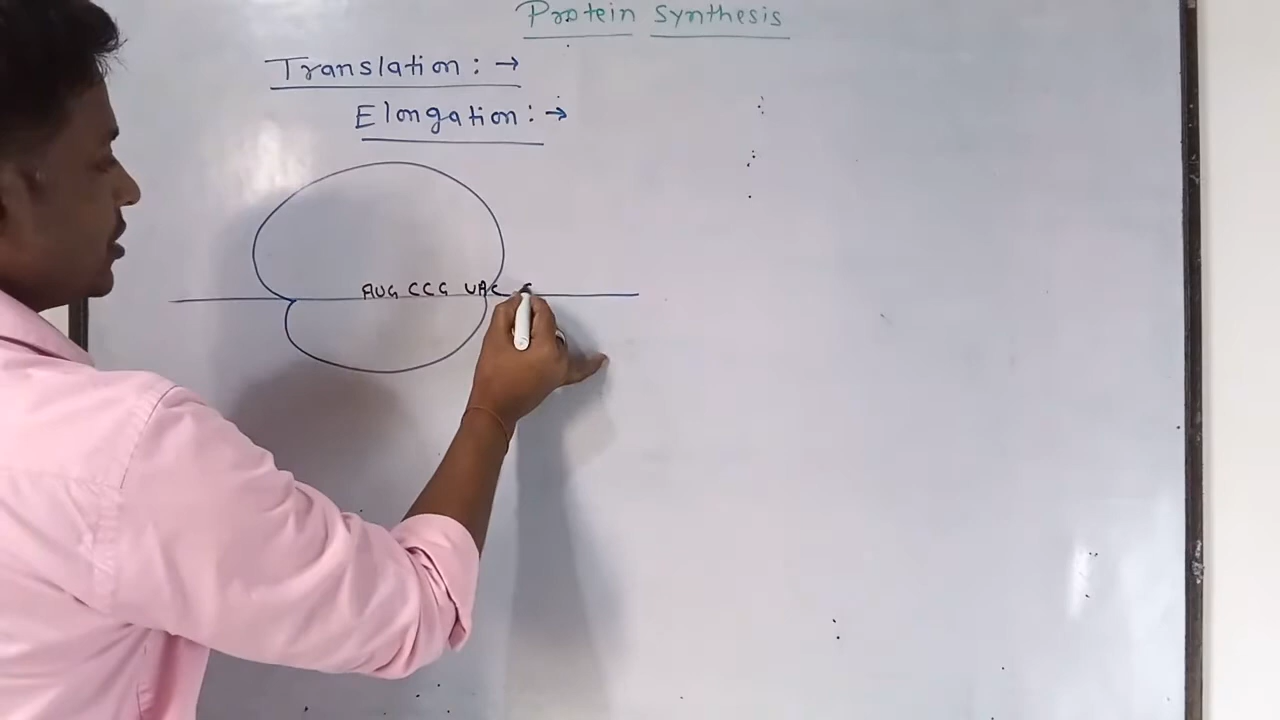 Protein Synthesis
Translation: →
Elongation: →
AUG CCG UAC